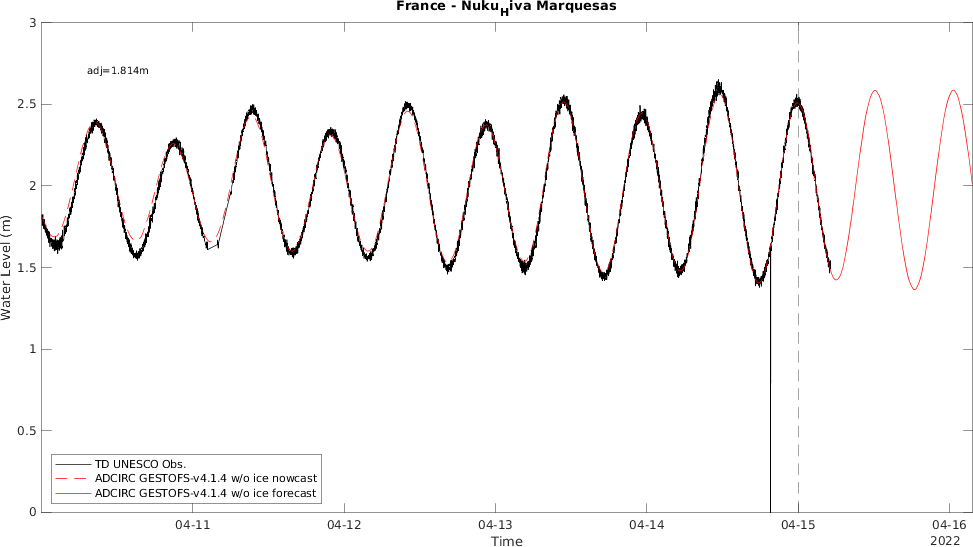 France - Nuku_Hiva Marquesas
3
adj=1.814m
2.5
2
1.5
1
0.5
0
Water Level (m)
TD UNESCO Obs.
ADCIRC GESTOFS-v4.1.4 w/o ice nowcast
ADCIRC GESTOFS-v4.1.4 w/o ice forecast
04-11 04-12 04-13 04-14 04-15 04-16
Time 2022